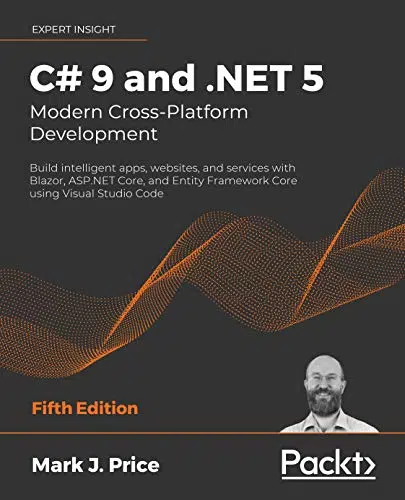 EXPERT INSIGHT
C# 9 and .NET 5
Modern Cross-Platform
Development
Build intelligent apps, websites, and services with
Blazor, ASP.NET Core, and Entity Framework Core
using Visual Studio Code
Fifth Edition
Mark J. Price
Packt>